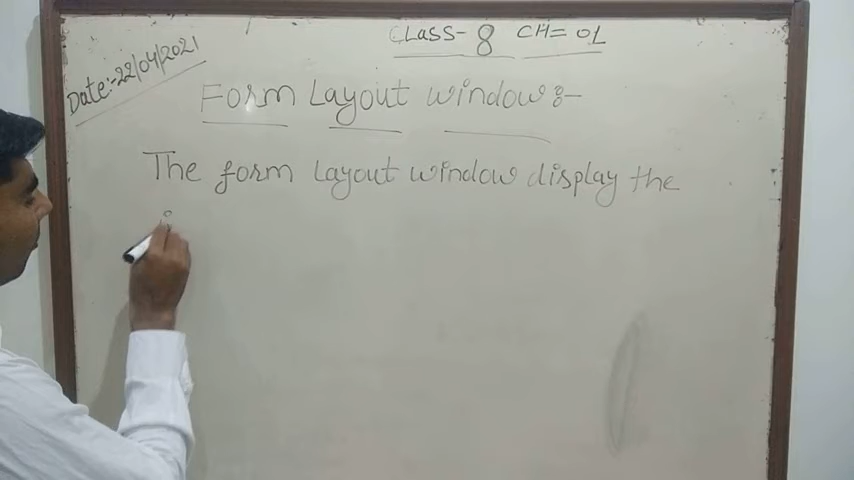 CLASS- 8 CH= 01
Date:-22/04/2021
Form Layout window:-
The form Layout window display the